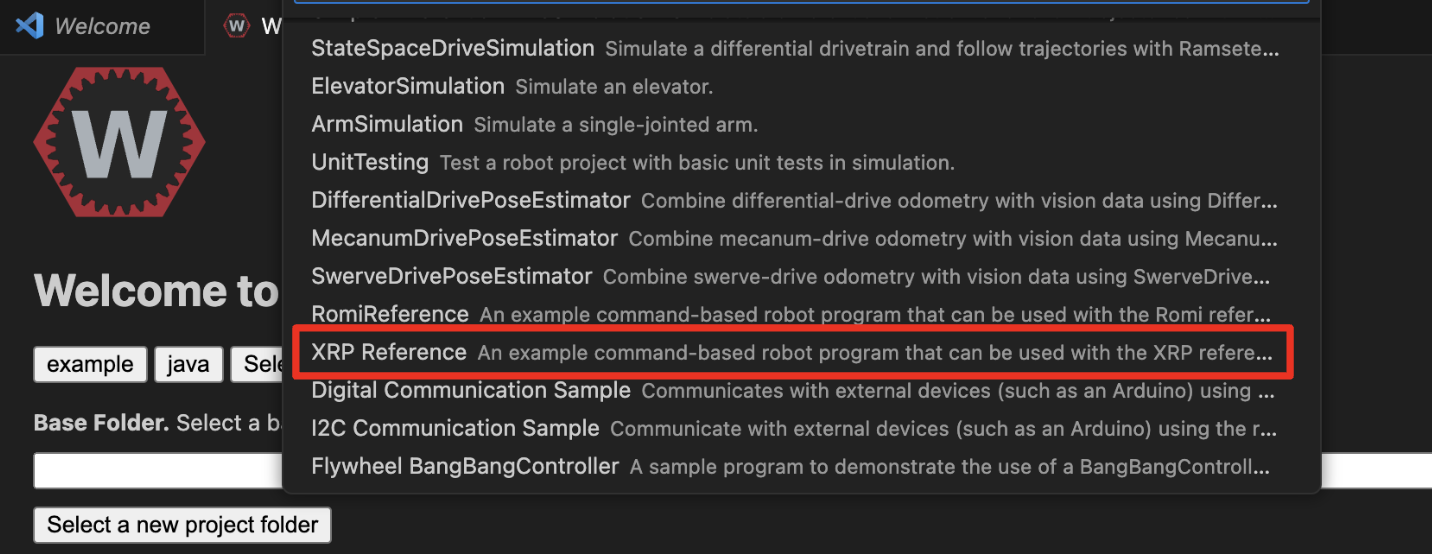 Welcome
W W
StateSpaceDriveSimulation Simulate a differential drivetrain and follow trajectories with Ramsete...
ElevatorSimulation Simulate an elevator.
ArmSimulation Simulate a single-jointed arm.
W
UnitTesting Test a robot project with basic unit tests in simulation.
DifferentialDrivePoseEstimator Combine differential-drive odometry with vision data using Differ...
MecanumDrivePoseEstimator Combine mecanum-drive odometry with vision data using Mecanu...
SwerveDrivePoseEstimator Combine swerve-drive odometry with vision data using SwerveDrive...
Welcome to
RomiReference An example command-based robot program that can be used with the Romi refer...
XRP Reference An example command-based robot program that can be used with the XRP refere...
example java Sele
Digital Communication Sample Communicates with external devices (such as an Arduino) using ...
Base Folder. Select a ba
I2C Communication Sample Communicate with external devices (such as an Arduino) using the r...
Flywheel BangBangController A sample program to demonstrate the use of a BangBangControll...
Select a new project folder